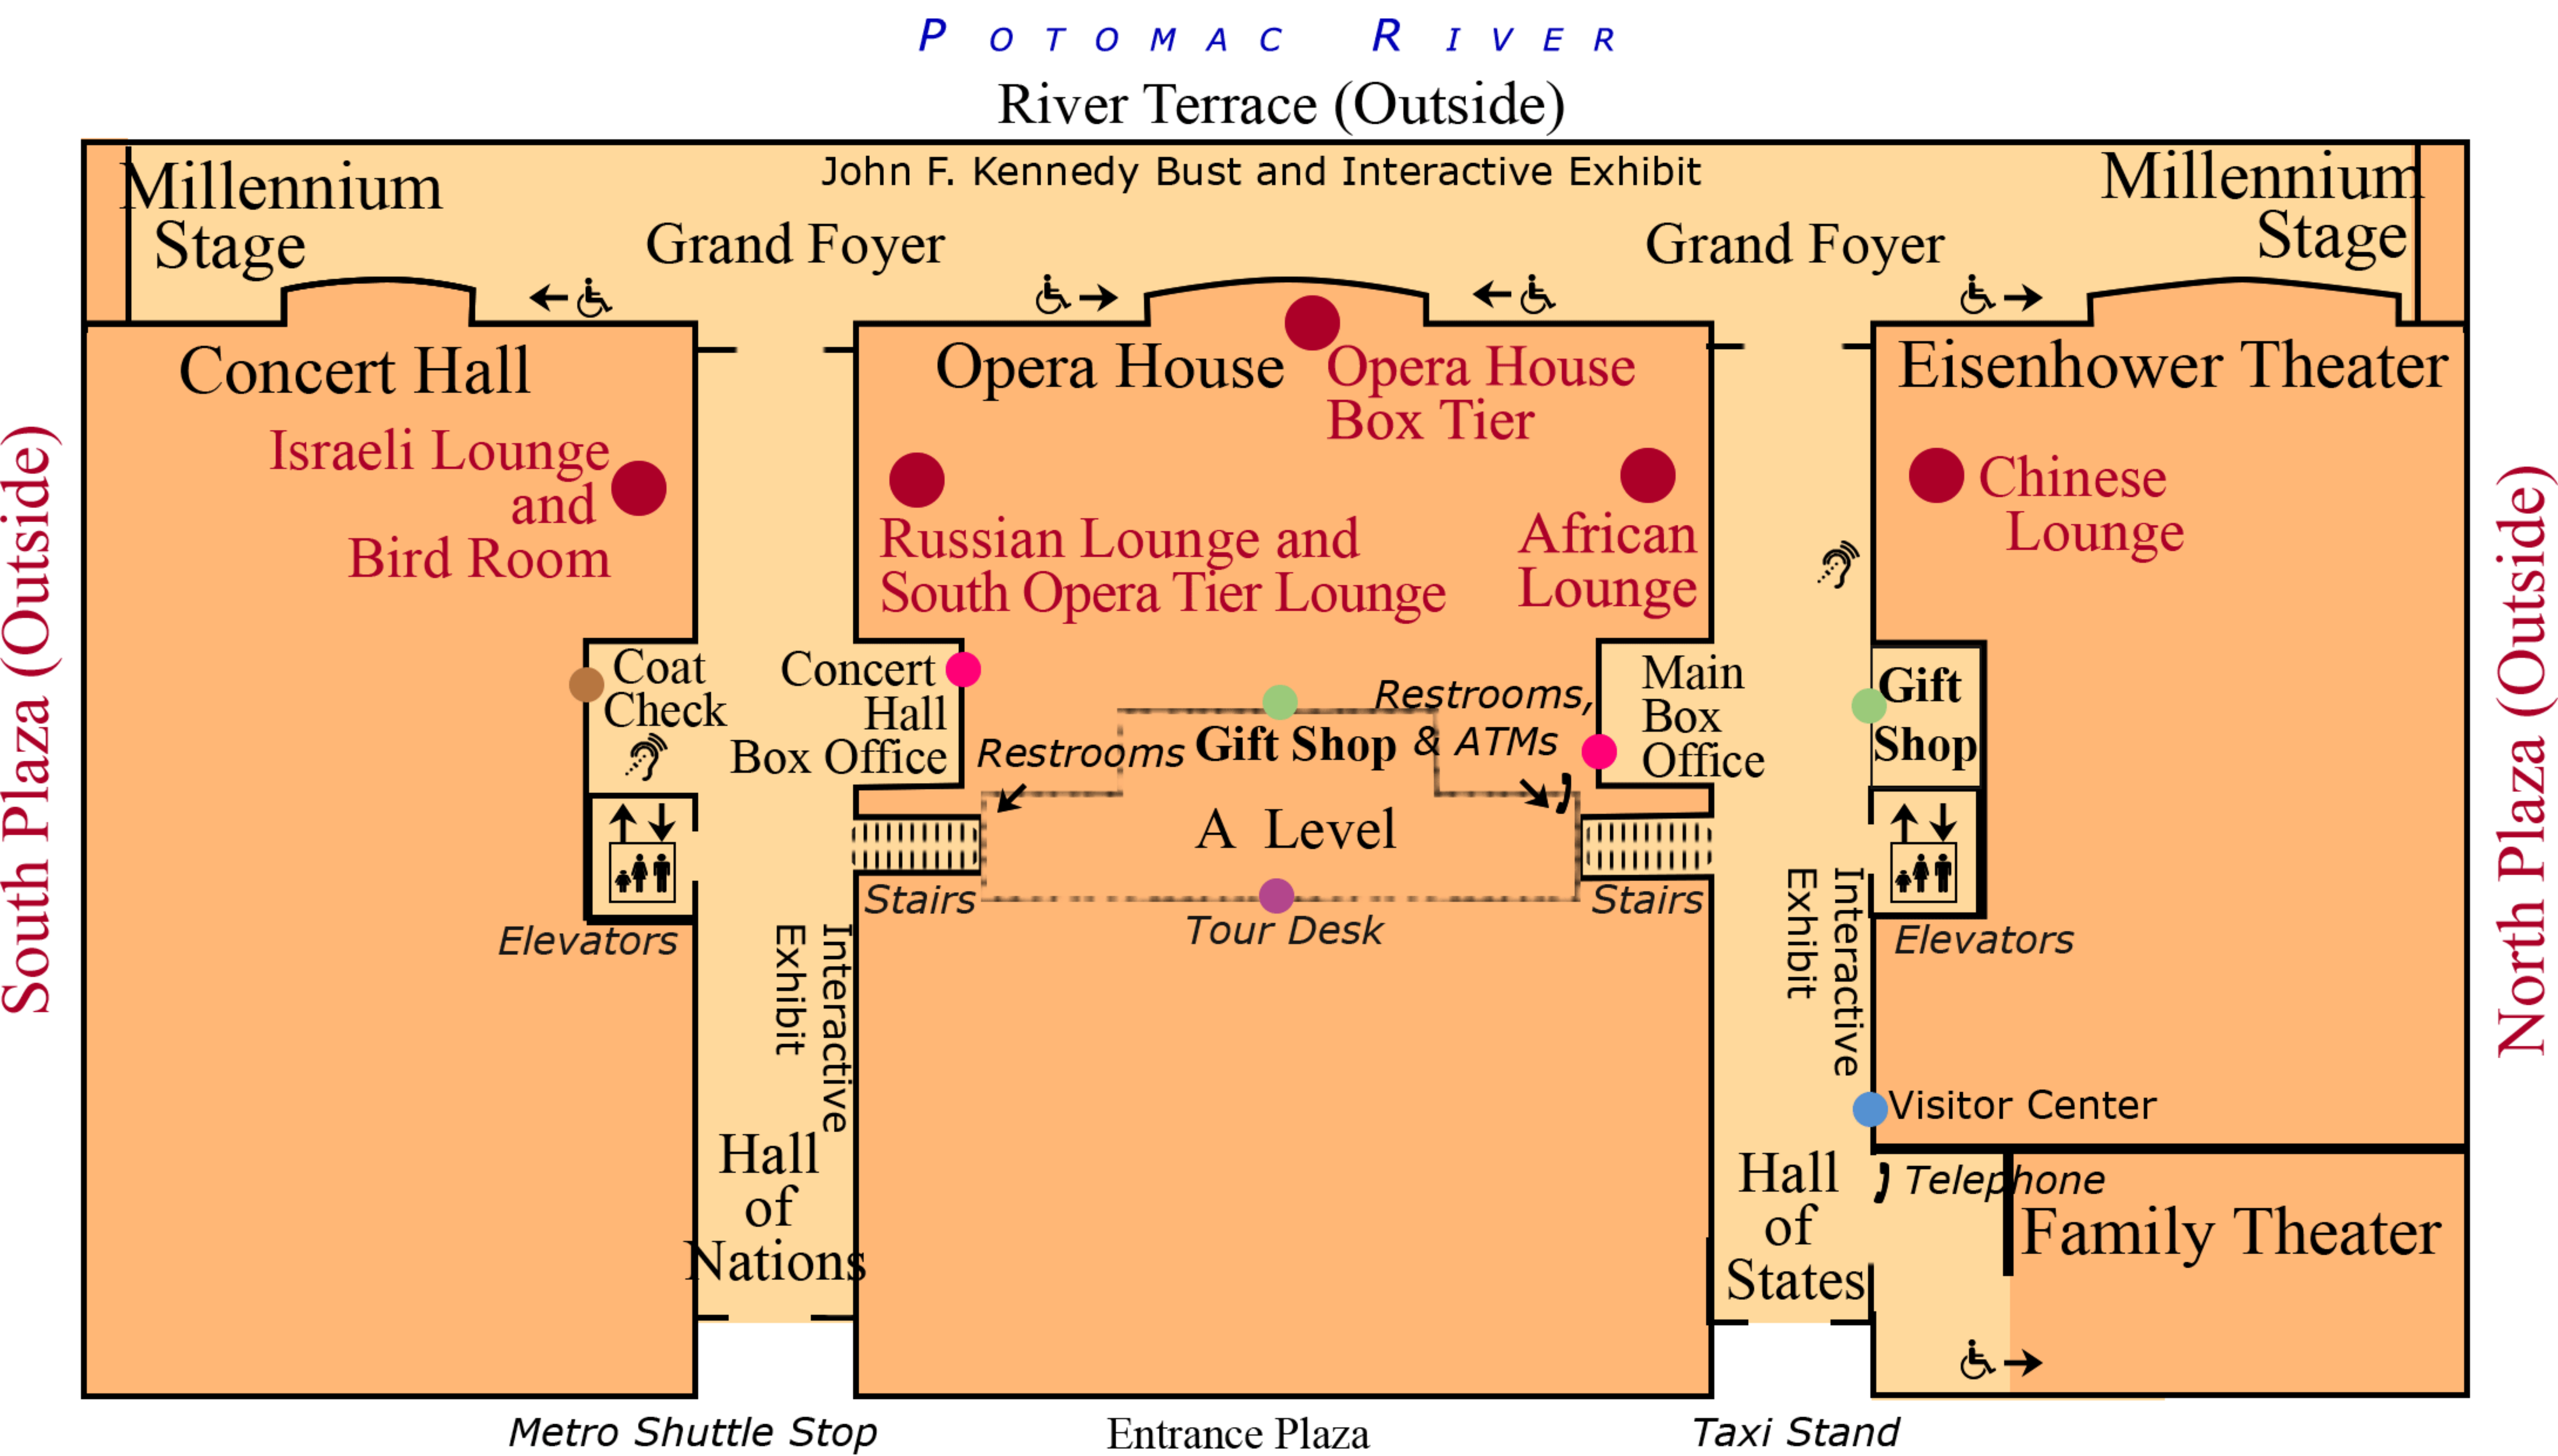 POTOMAC RIVER
River Terrace (Outside)
John F. Kennedy Bust and Interactive Exhibit
Millennium
Stage
Grand Foyer
Grand Foyer
Millennium
Stage
South Plaza (Outside)
Concert Hall
Israeli Lounge
and
Bird Room
Opera House
Opera House
Box Tier
Russian Lounge and
South Opera Tier Lounge
African
Lounge
Eisenhower Theater
Chinese
Lounge
North Plaza (Outside)
Coat
Check
Concert
Hall
Box Office
Restrooms
Gift Shop
Restrooms,
& ATMs
Main
Box
Office
Gift
Shop
A Level
Stairs
Tour Desk
Stairs
Elevators
Elevators
Interactive
Exhibit
Interactive
Exhibit
Visitor Center
Telephone
Hall
of
Nations
Hall
of
States
Family Theater
Metro Shuttle Stop
Entrance Plaza
Taxi Stand